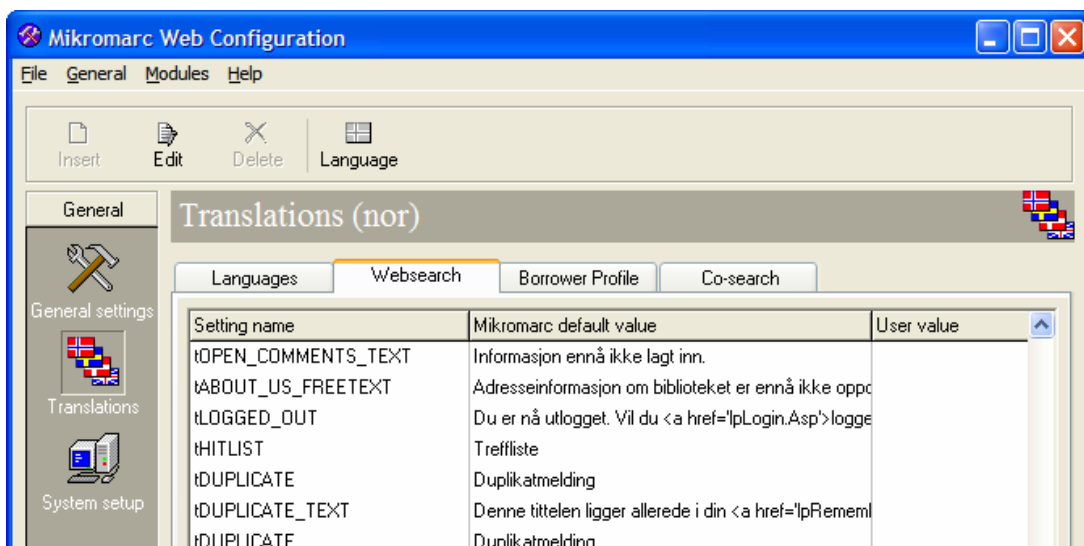 Mikromarc Web Configuration
File General Modules Help
Insert Edit Delete Language
General
Translations (nor)
Languages Websearch Borrower Profile Co-search
General settings
Translations
System setup
Setting name Mikromarc default value User value
tOPEN_COMMENTS_TEXT Informasjon ennå ikke lagt inn.
tABOUT_US_FREETEXT Adresseinformasjon om biblioteket er ennå ikke oppc
tLOGGED_OUT Du er nå utlogget. Vil du <a href='lpLogin.Asp'>logge
tHITLIST Treffliste
tDUPLICATE Duplikatmelding
tDUPLICATE_TEXT Denne tittelen ligger allerede i din <a href='lpRememl
tDUPLICATE Duplikatmelding